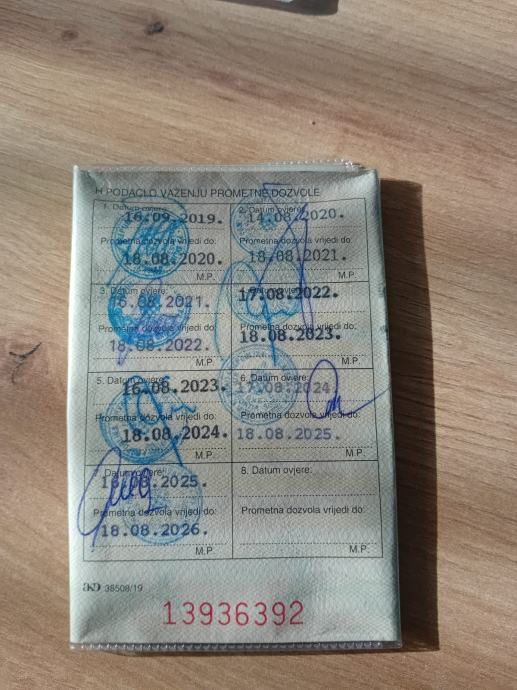 H PODACI O VAŽENJU PROMETNE DOZVOLE
1. Datum ovjere:
16.09.2019.
Prometna dozvola vrijedi do:
18.08.2020.
M.P.
2. Datum ovjere:
14.08.2020.
Prometna dozvola vrijedi do:
18.08.2021.
M.P.
3. Datum ovjere:
16.08.2021.
Prometna dozvola vrijedi do:
18.08.2022.
M.P.
Datum ovjere:
17.08.2022.
Prometna dozvola vrijedi do:
18.08.2023.
M.P.
5. Datum ovjere:
16.08.2023.
Prometna dozvola vrijedi do:
18.08.2024.
M.P.
6. Datum ovjere:
17.08.2024.
Prometna dozvola vrijedi do:
18.08.2025.
M.P.
Datum ovjere:
08.2025.
Prometna dozvola vrijedi do:
18.08.2026.
M.P.
8. Datum ovjere:
Prometna dozvola vrijedi do:
M.P.
38508/19
13936392